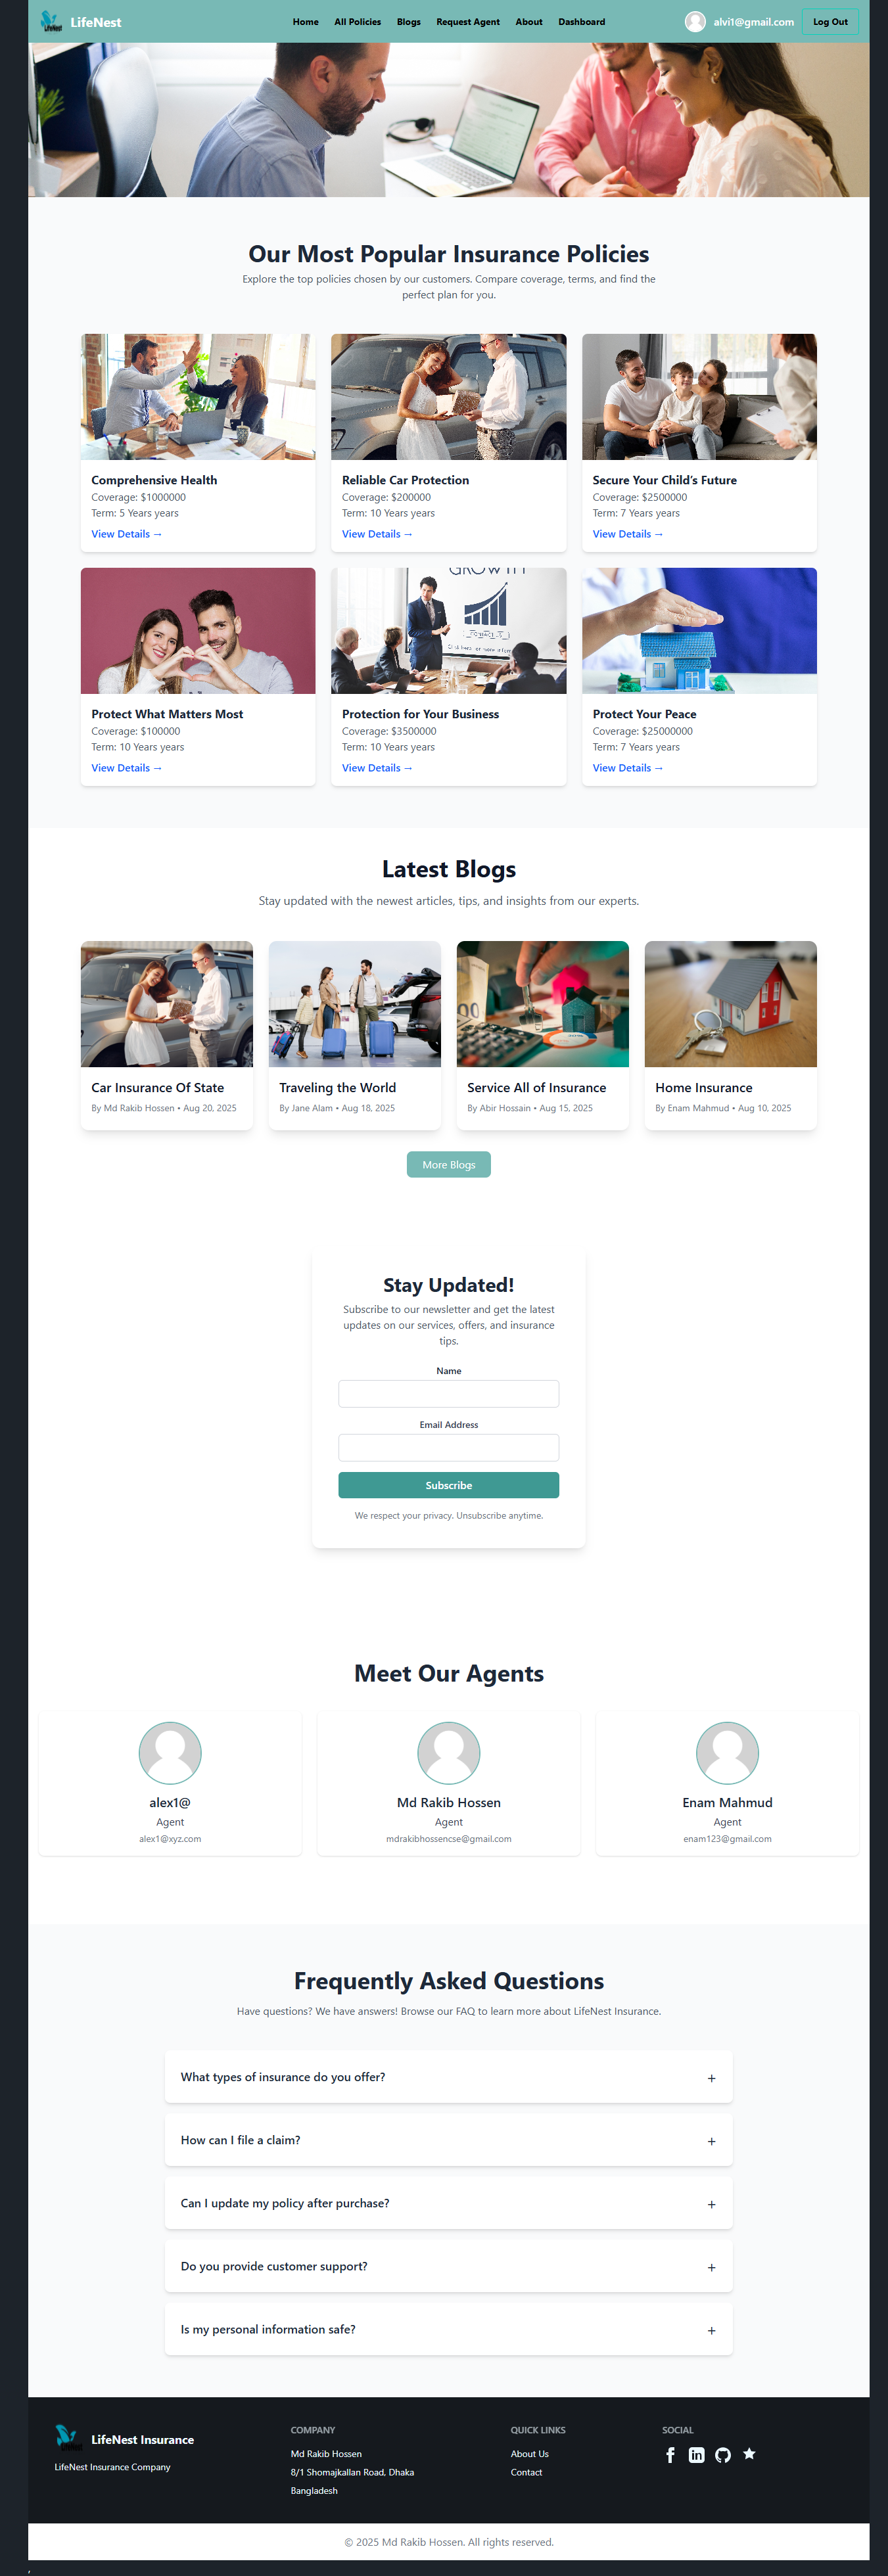 LifeNest
LifeNest
Home
All Policies
Blogs
Request Agent
About
Dashboard
alvi1@gmail.com
Log Out
Our Most Popular Insurance Policies
Explore the top policies chosen by our customers. Compare coverage, terms, and find the
perfect plan for you.
Comprehensive Health
Coverage: $1000000
Term: 5 Years years
View Details →
Reliable Car Protection
Coverage: $200000
Term: 10 Years years
View Details →
Secure Your Child's Future
Coverage: $2500000
Term: 7 Years years
View Details →
GROWTH
Protect What Matters Most
Coverage: $100000
Term: 10 Years years
View Details →
Protection for Your Business
Coverage: $3500000
Term: 10 Years years
View Details →
Protect Your Peace
Coverage: $25000000
Term: 7 Years years
View Details →
Latest Blogs
Stay updated with the newest articles, tips, and insights from our experts.
Car Insurance Of State
By Md Rakib Hossen • Aug 20, 2025
Traveling the World
By Jane Alam • Aug 18, 2025
Service All of Insurance
By Abir Hossain • Aug 15, 2025
Home Insurance
By Enam Mahmud • Aug 10, 2025
More Blogs
Stay Updated!
Subscribe to our newsletter and get the latest
updates on our services, offers, and insurance
tips.
Name
Email Address
Subscribe
We respect your privacy. Unsubscribe anytime.
Meet Our Agents
alex1@
Agent
alex1@xyz.com
Md Rakib Hossen
Agent
mdrakibhossencse@gmail.com
Enam Mahmud
Agent
enam123@gmail.com
Frequently Asked Questions
Have questions? We have answers! Browse our FAQ to learn more about LifeNest Insurance.
What types of insurance do you offer?
+
How can I file a claim?
+
Can I update my policy after purchase?
+
Do you provide customer support?
+
Is my personal information safe?
+
LifeNest Insurance
LifeNest Insurance Company
COMPANY
Md Rakib Hossen
8/1 Shomajkallan Road, Dhaka
Bangladesh
QUICK LINKS
About Us
Contact
SOCIAL
© 2025 Md Rakib Hossen. All rights reserved.